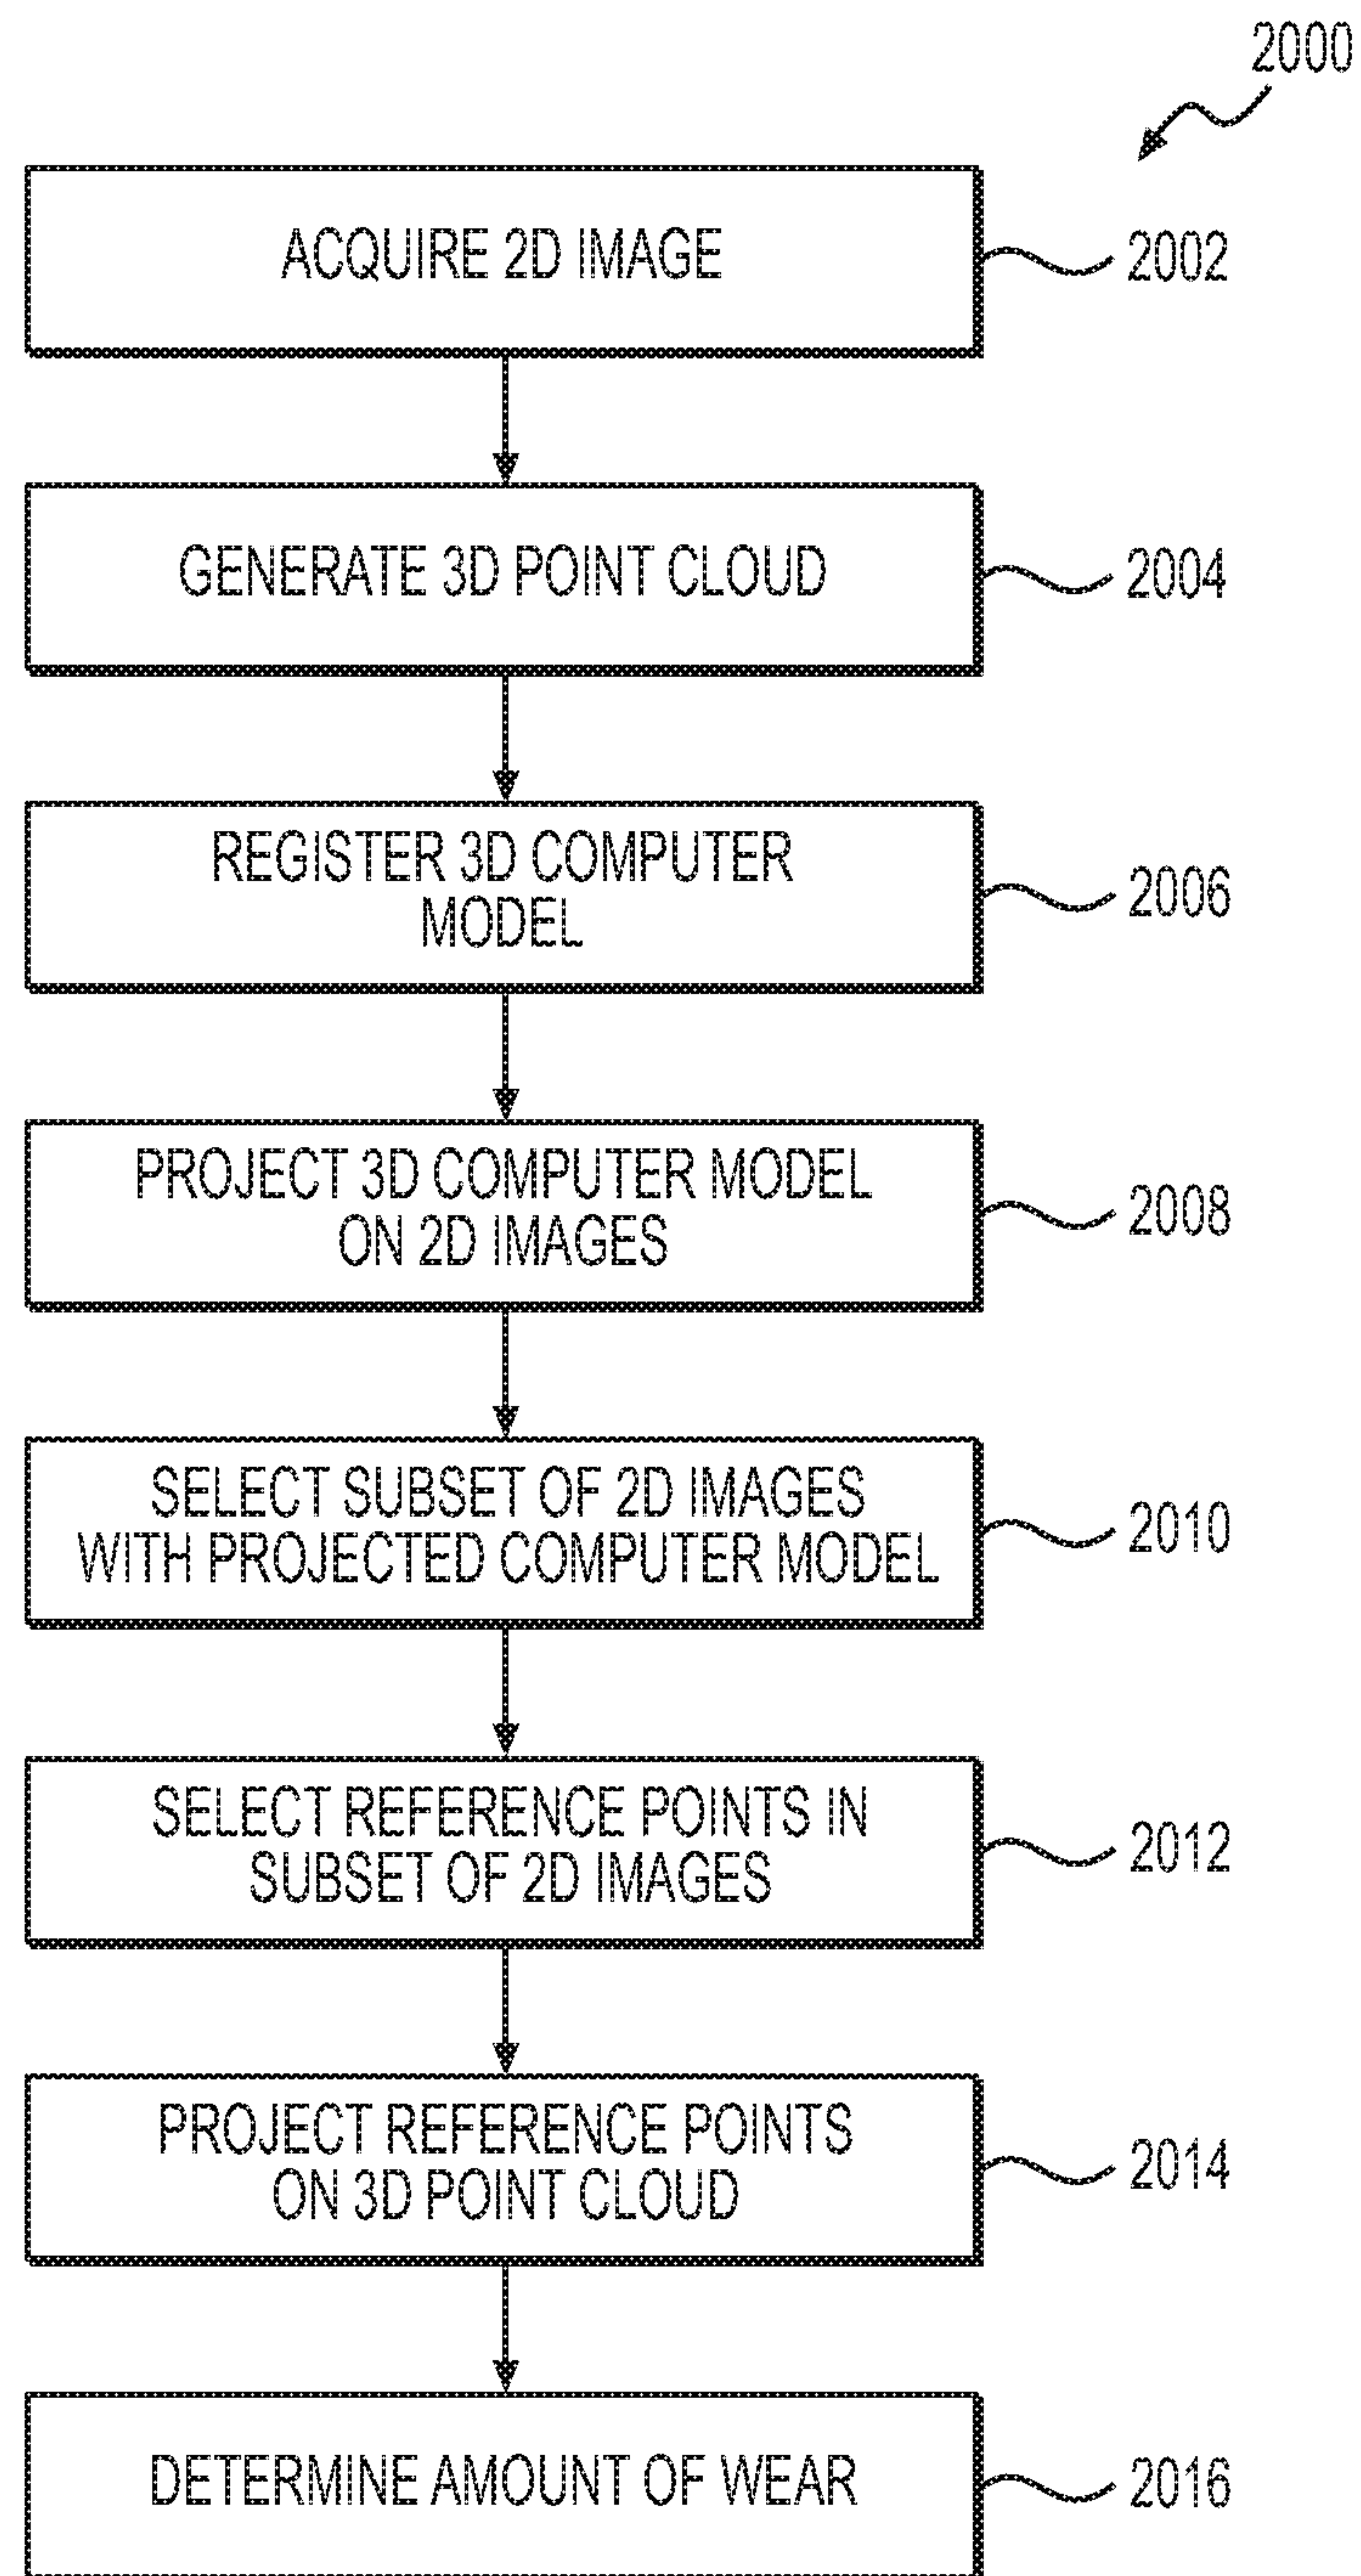 2000
ACQUIRE 2D IMAGE
2002
GENERATE 3D POINT CLOUD
2004
REGISTER 3D COMPUTER
MODEL
2006
PROJECT 3D COMPUTER MODEL
ON 2D IMAGES
2008
SELECT SUBSET OF 2D IMAGES
WITH PROJECTED COMPUTER MODEL
2010
SELECT REFERENCE POINTS IN
SUBSET OF 2D IMAGES
2012
PROJECT REFERENCE POINTS
ON 3D POINT CLOUD
2014
DETERMINE AMOUNT OF WEAR
2016